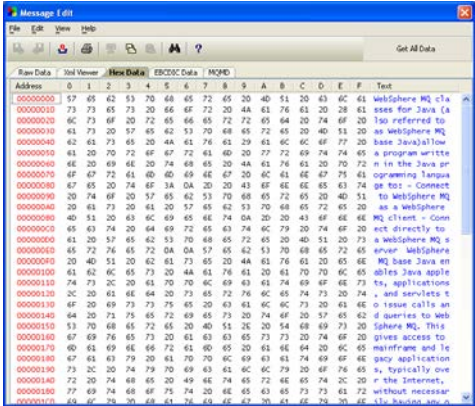 Message Edit
File Edit View Help
Get All Data
Raw Data Xml Viewer Hex Data EBCDIC Data MQMD
Address 0 1 2 3 4 5 6 7 8 9 A B C D E F Text
00000000 57 65 62 53 70 68 65 72 65 20 4D 51 20 63 6C 61 WebSphere MQ cla
00000010 73 73 65 73 20 66 6F 72 20 4A 61 76 61 20 28 61 sses for Java (a
00000020 6C 73 6F 20 72 65 66 65 72 72 65 64 20 74 6F 20 lso referred to
00000030 61 73 20 57 65 62 53 70 68 65 72 65 20 4D 51 20 as WebSphere MQ
00000040 62 61 73 65 20 4A 61 76 61 29 61 6C 6C 6F 77 20 base Java)allow
00000050 61 20 70 72 6F 67 72 61 6D 20 77 72 69 74 74 65 a program writte
00000060 6E 20 69 6E 20 74 68 65 20 4A 61 76 61 20 70 72 n in the Java pr
00000070 6F 67 72 61 6D 6D 69 6E 67 20 6C 61 6E 67 75 61 ogramming langua
00000080 67 65 20 74 6F 3A 0A 2D 20 43 6F 6E 6E 65 63 74 ge to: - Connect
00000090 20 74 6F 20 57 65 62 53 70 68 65 72 65 20 4D 51 to WebSphere MQ
000000A0 20 61 73 20 61 20 57 65 62 53 70 68 65 72 65 20 as a WebSphere
000000B0 4D 51 20 63 6C 69 65 6E 74 0A 2D 20 43 6F 6E 6E MQ client - Conn
000000C0 65 63 74 20 64 69 72 65 63 74 6C 79 20 74 6F 20 ect directly to
000000D0 61 20 57 65 62 53 70 68 65 72 65 20 4D 51 20 73 a WebSphere MQ s
000000E0 65 72 76 65 72 0A 0A 57 65 62 53 70 68 65 72 65 erver WebSphere
000000F0 20 4D 51 20 62 61 73 65 20 4A 61 76 61 20 65 6E MQ base Java en
00000100 61 62 6C 65 73 20 4A 61 76 61 20 61 70 70 6C 65 ables Java apple
00000110 74 73 2C 20 61 70 70 6C 69 63 61 74 69 6F 6E 73 ts, applications
00000120 2C 20 61 6E 64 20 73 65 72 76 6C 65 74 73 20 74 , and servlets t
00000130 6F 20 69 73 73 75 65 20 63 61 6C 6C 73 20 61 6E o issue calls an
00000140 64 20 71 75 65 72 69 65 73 20 74 6F 20 57 65 62 d queries to Web
00000150 53 70 68 65 72 65 20 4D 51 2E 20 54 68 69 73 20 Sphere MQ. This
00000160 67 69 76 65 73 20 61 63 63 65 73 73 20 74 6F 20 gives access to
00000170 6D 61 69 6E 66 72 61 6D 65 20 61 6E 64 20 6C 65 mainframe and le
00000180 67 61 63 79 20 61 70 70 6C 69 63 61 74 69 6F 6E gacy application
00000190 73 2C 20 74 79 70 69 63 61 6C 6C 79 20 6F 76 65 s, typically ove
000001A0 72 20 74 68 65 20 49 6E 74 65 72 6E 65 74 2C 20 r the Internet,
000001B0 77 69 74 68 6F 75 74 20 6E 65 63 65 73 73 61 72 without necessar
000001C0 69 6C 79 20 68 61 76 69 6E 67 20 61 6E 79 20 6F ily having any o